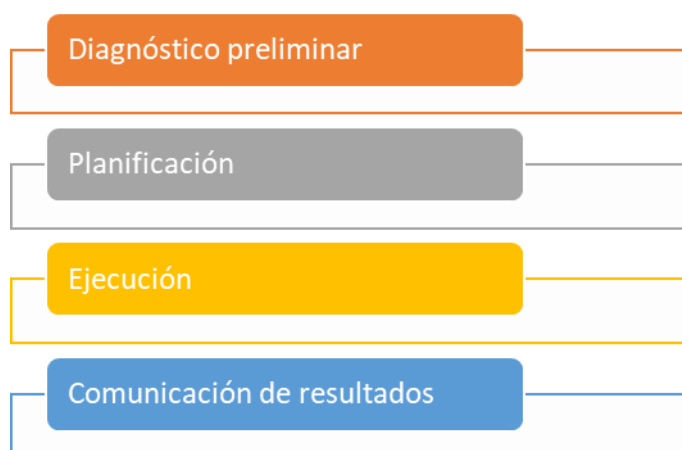 Diagnóstico preliminar
Planificación
Ejecución
Comunicación de resultados